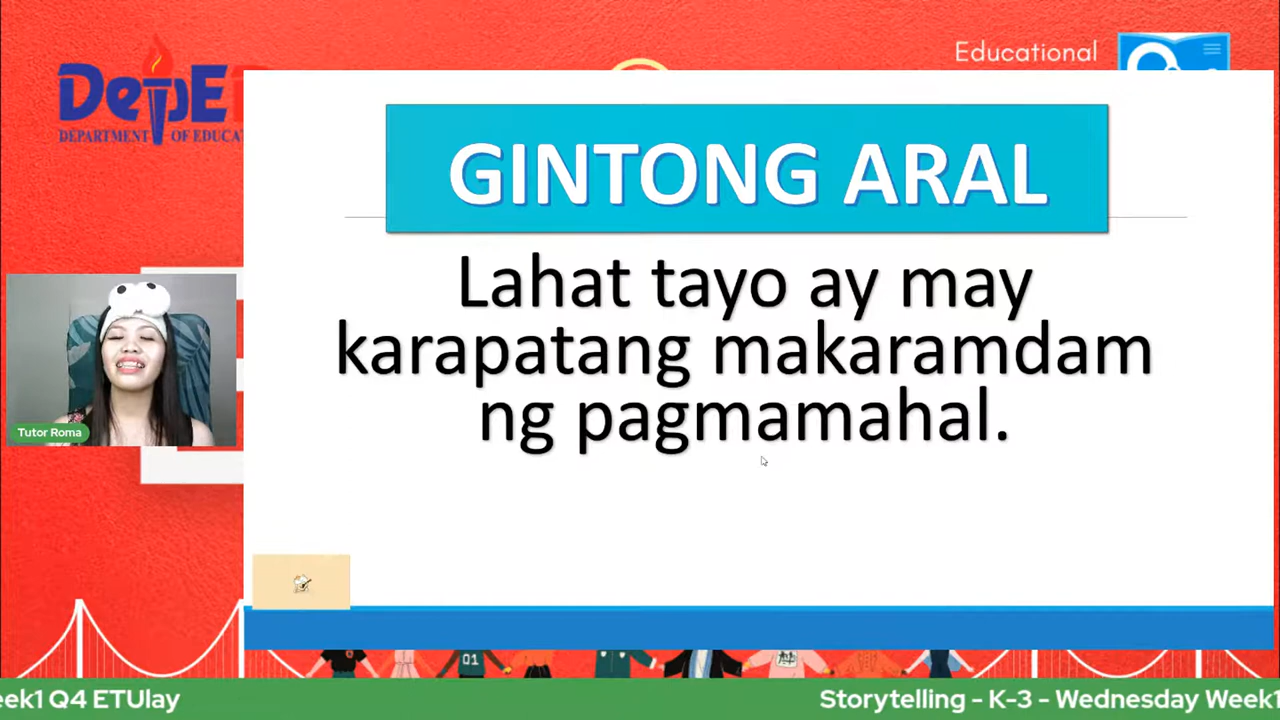 Educational
DepE
DEPARTMENT OF EDUCAT
GINTONG ARAL
Lahat tayo ay may
karapatang makaramdam
ng pagmamahal.
Tutor Roma
01
eek1 Q4 ETUlay
Storytelling - K-3 - Wednesday Week1